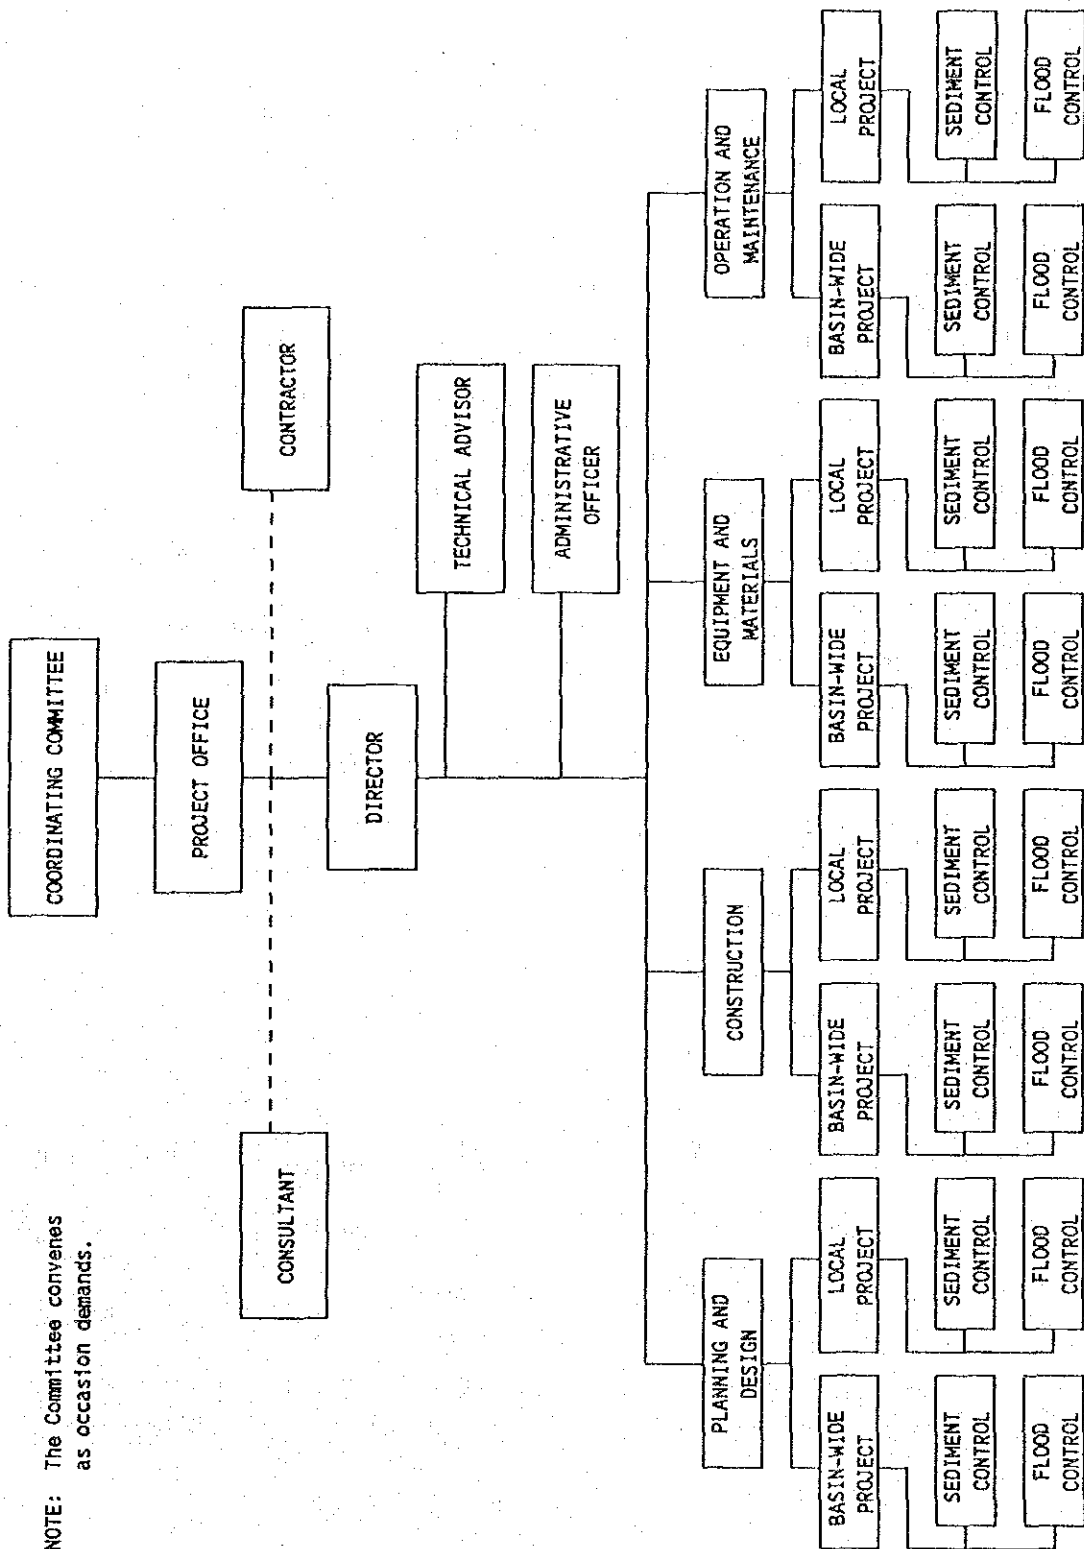 COORDINATING COMMITTEE
PROJECT OFFICE
CONSULTANT
CONTRACTOR
DIRECTOR
TECHNICAL ADVISOR
ADMINISTRATIVE
OFFICER
PLANNING AND
DESIGN
CONSTRUCTION
EQUIPMENT AND
MATERIALS
OPERATION AND
MAINTENANCE
BASIN-WIDE
PROJECT
LOCAL
PROJECT
BASIN-WIDE
PROJECT
LOCAL
PROJECT
BASIN-WIDE
PROJECT
LOCAL
PROJECT
BASIN-WIDE
PROJECT
LOCAL
PROJECT
SEDIMENT
CONTROL
SEDIMENT
CONTROL
SEDIMENT
CONTROL
SEDIMENT
CONTROL
SEDIMENT
CONTROL
SEDIMENT
CONTROL
SEDIMENT
CONTROL
SEDIMENT
CONTROL
FLOOD
CONTROL
FLOOD
CONTROL
FLOOD
CONTROL
FLOOD
CONTROL
FLOOD
CONTROL
FLOOD
CONTROL
FLOOD
CONTROL
FLOOD
CONTROL
NOTE: The Committee convenes
as occasion demands.